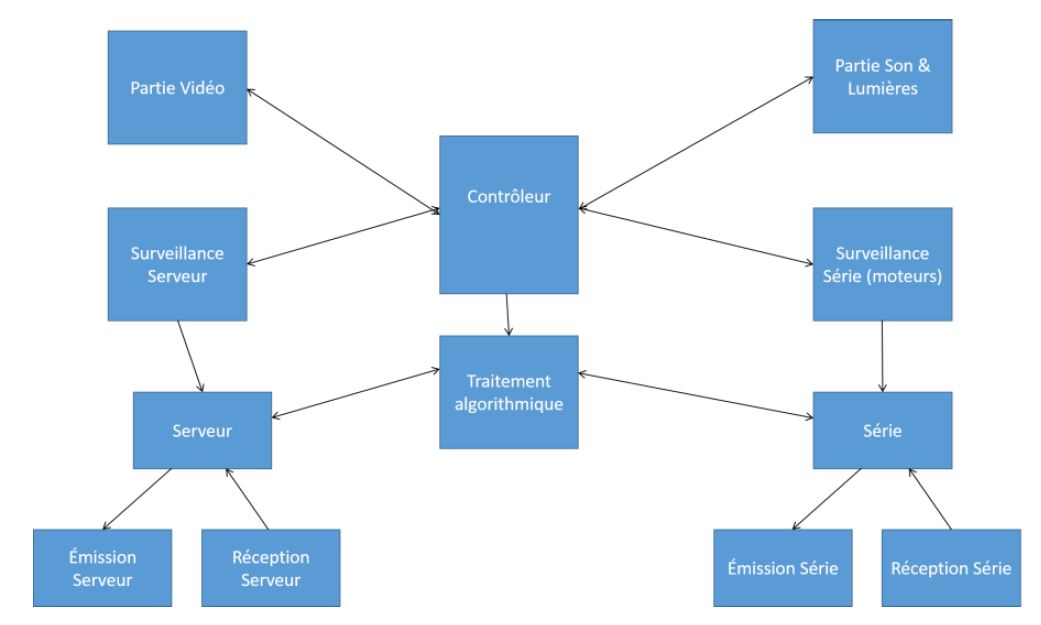 Partie Vidéo
Partie Son &
Lumières
Contrôleur
Surveillance
Serveur
Surveillance
Série (moteurs)
Traitement
algorithmique
Serveur
Série
Émission
Serveur
Réception
Serveur
Émission Série
Réception Série